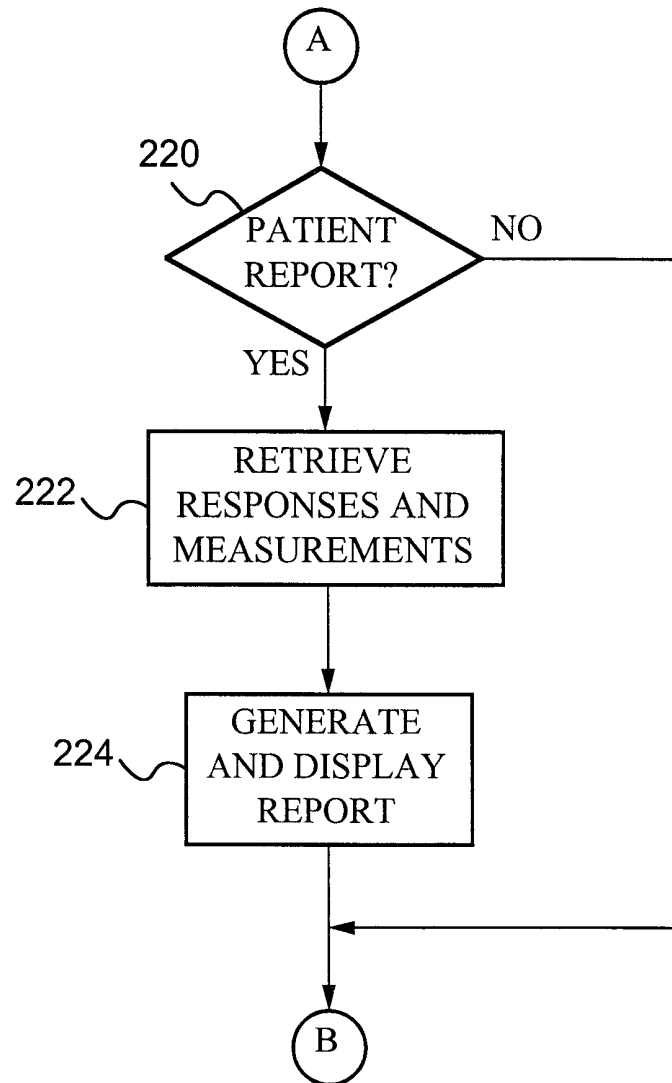 A
220
PATIENT
REPORT?
NO
YES
222
RETRIEVE
RESPONSES AND
MEASUREMENTS
224
GENERATE
AND DISPLAY
REPORT
B